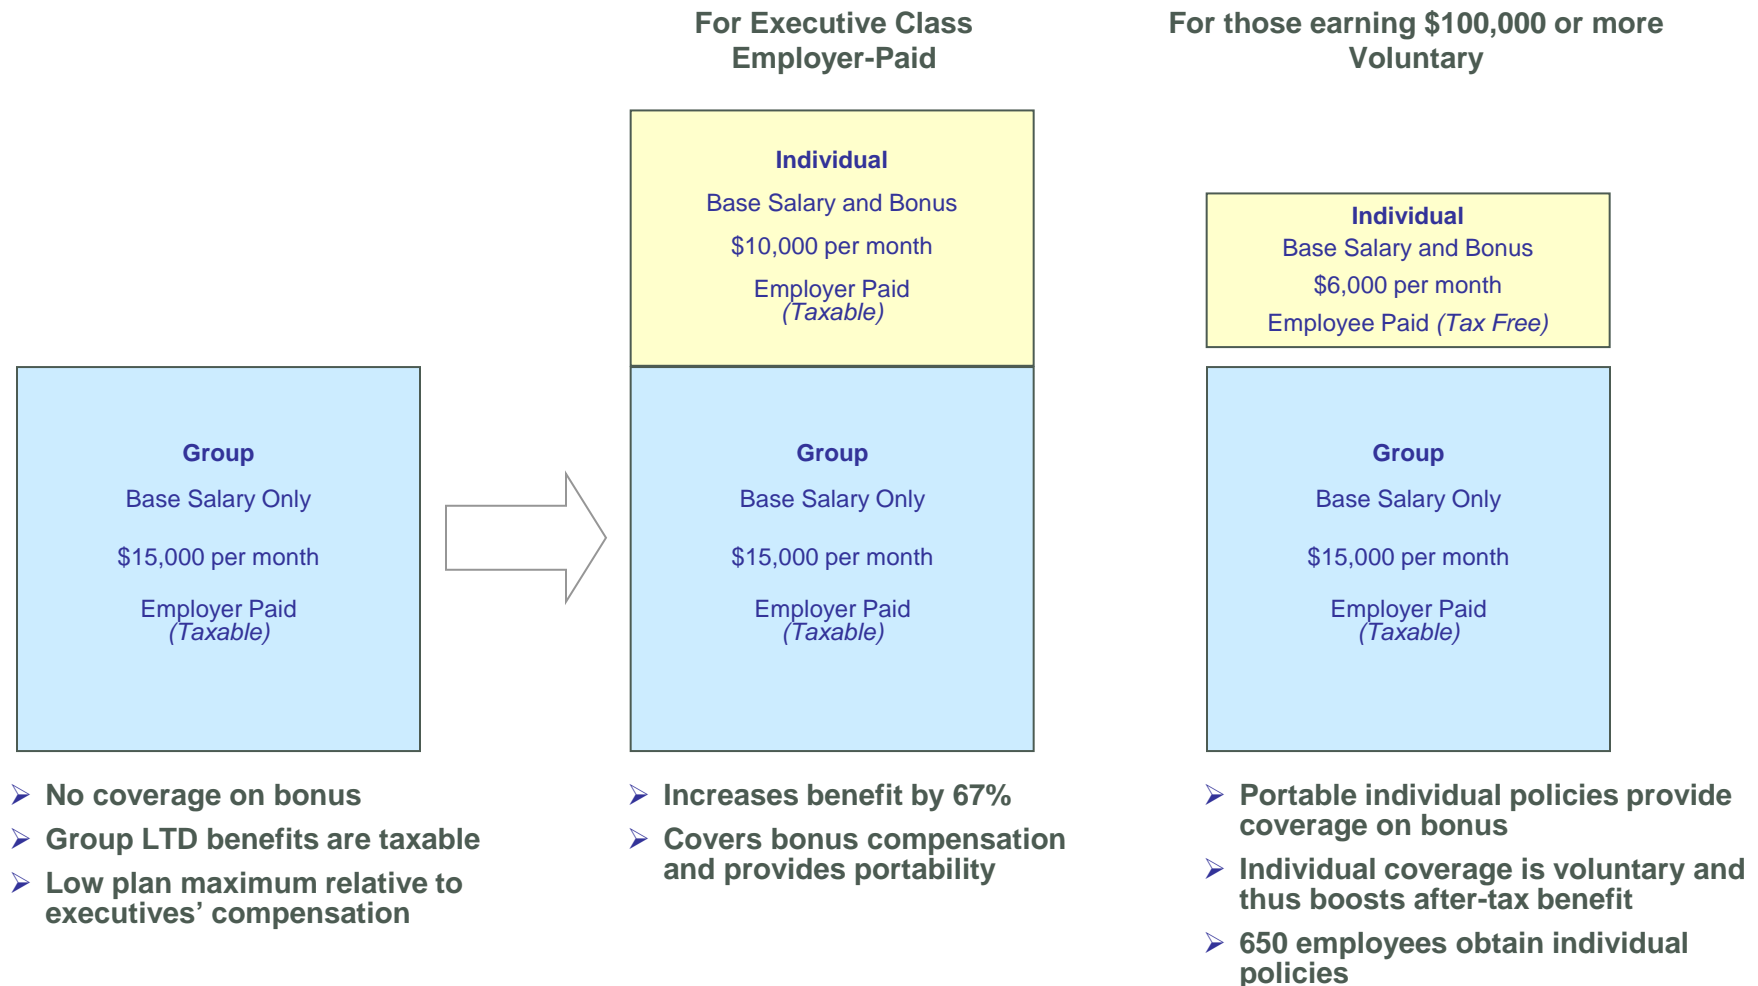 For Executive Class
Employer-Paid
For those earning $100,000 or more
Voluntary
Group
Base Salary Only
$15,000 per month
Employer Paid
(Taxable)
➢ No coverage on bonus
➢ Group LTD benefits are taxable
➢ Low plan maximum relative to
executives’ compensation
Individual
Base Salary and Bonus
$10,000 per month
Employer Paid
(Taxable)
Group
Base Salary Only
$15,000 per month
Employer Paid
(Taxable)
➢ Increases benefit by 67%
➢ Covers bonus compensation
and provides portability
Individual
Base Salary and Bonus
$6,000 per month
Employee Paid (Tax Free)
Group
Base Salary Only
$15,000 per month
Employer Paid
(Taxable)
➢ Portable individual policies provide
coverage on bonus
➢ Individual coverage is voluntary and
thus boosts after-tax benefit
➢ 650 employees obtain individual
policies